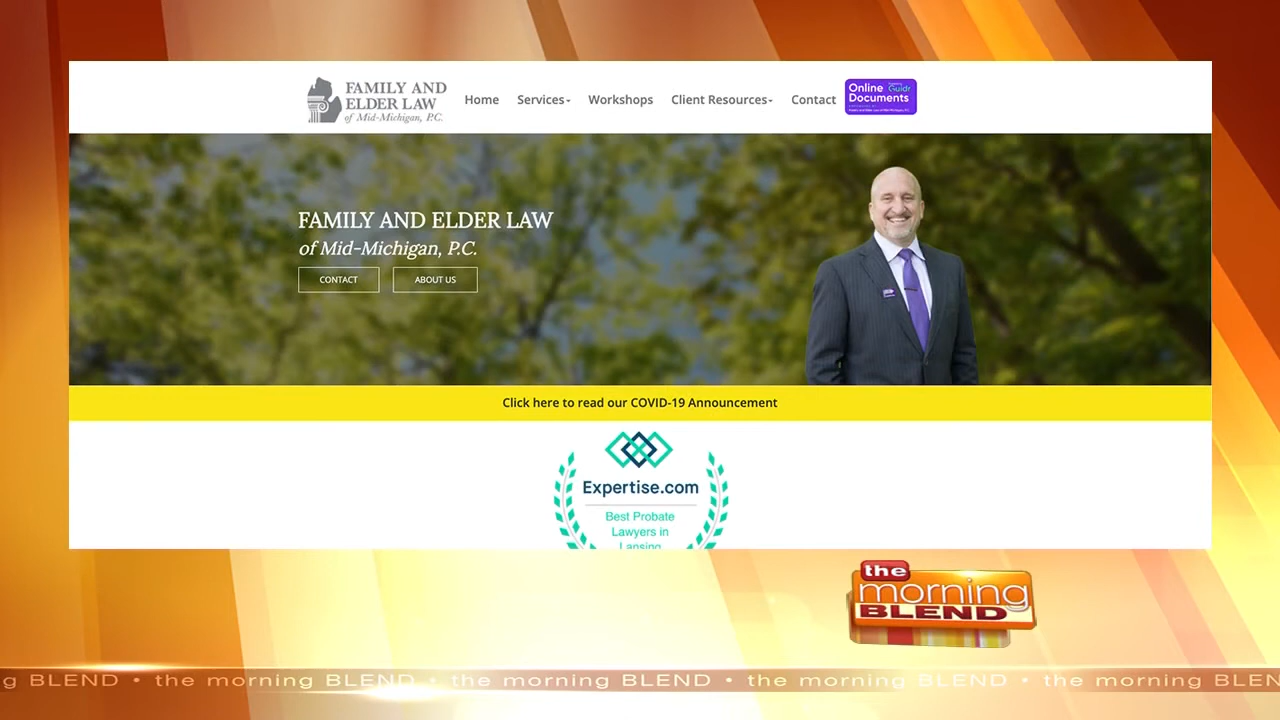 FAMILY AND
ELDER LAW
of Mid-Michigan, P.C.
Home Services Workshops Client Resources Contact
Online Guidr
Documents
FAMILY AND ELDER LAW
of Mid-Michigan, P.C.
CONTACT ABOUT US
Click here to read our COVID-19 Announcement
Expertise.com
Best Probate
Lawyers in
Lansing
the
morning
BLEND
g BLEND • the morning BLEND • the morning BLEND • the morning BLEND • the morning BLEN